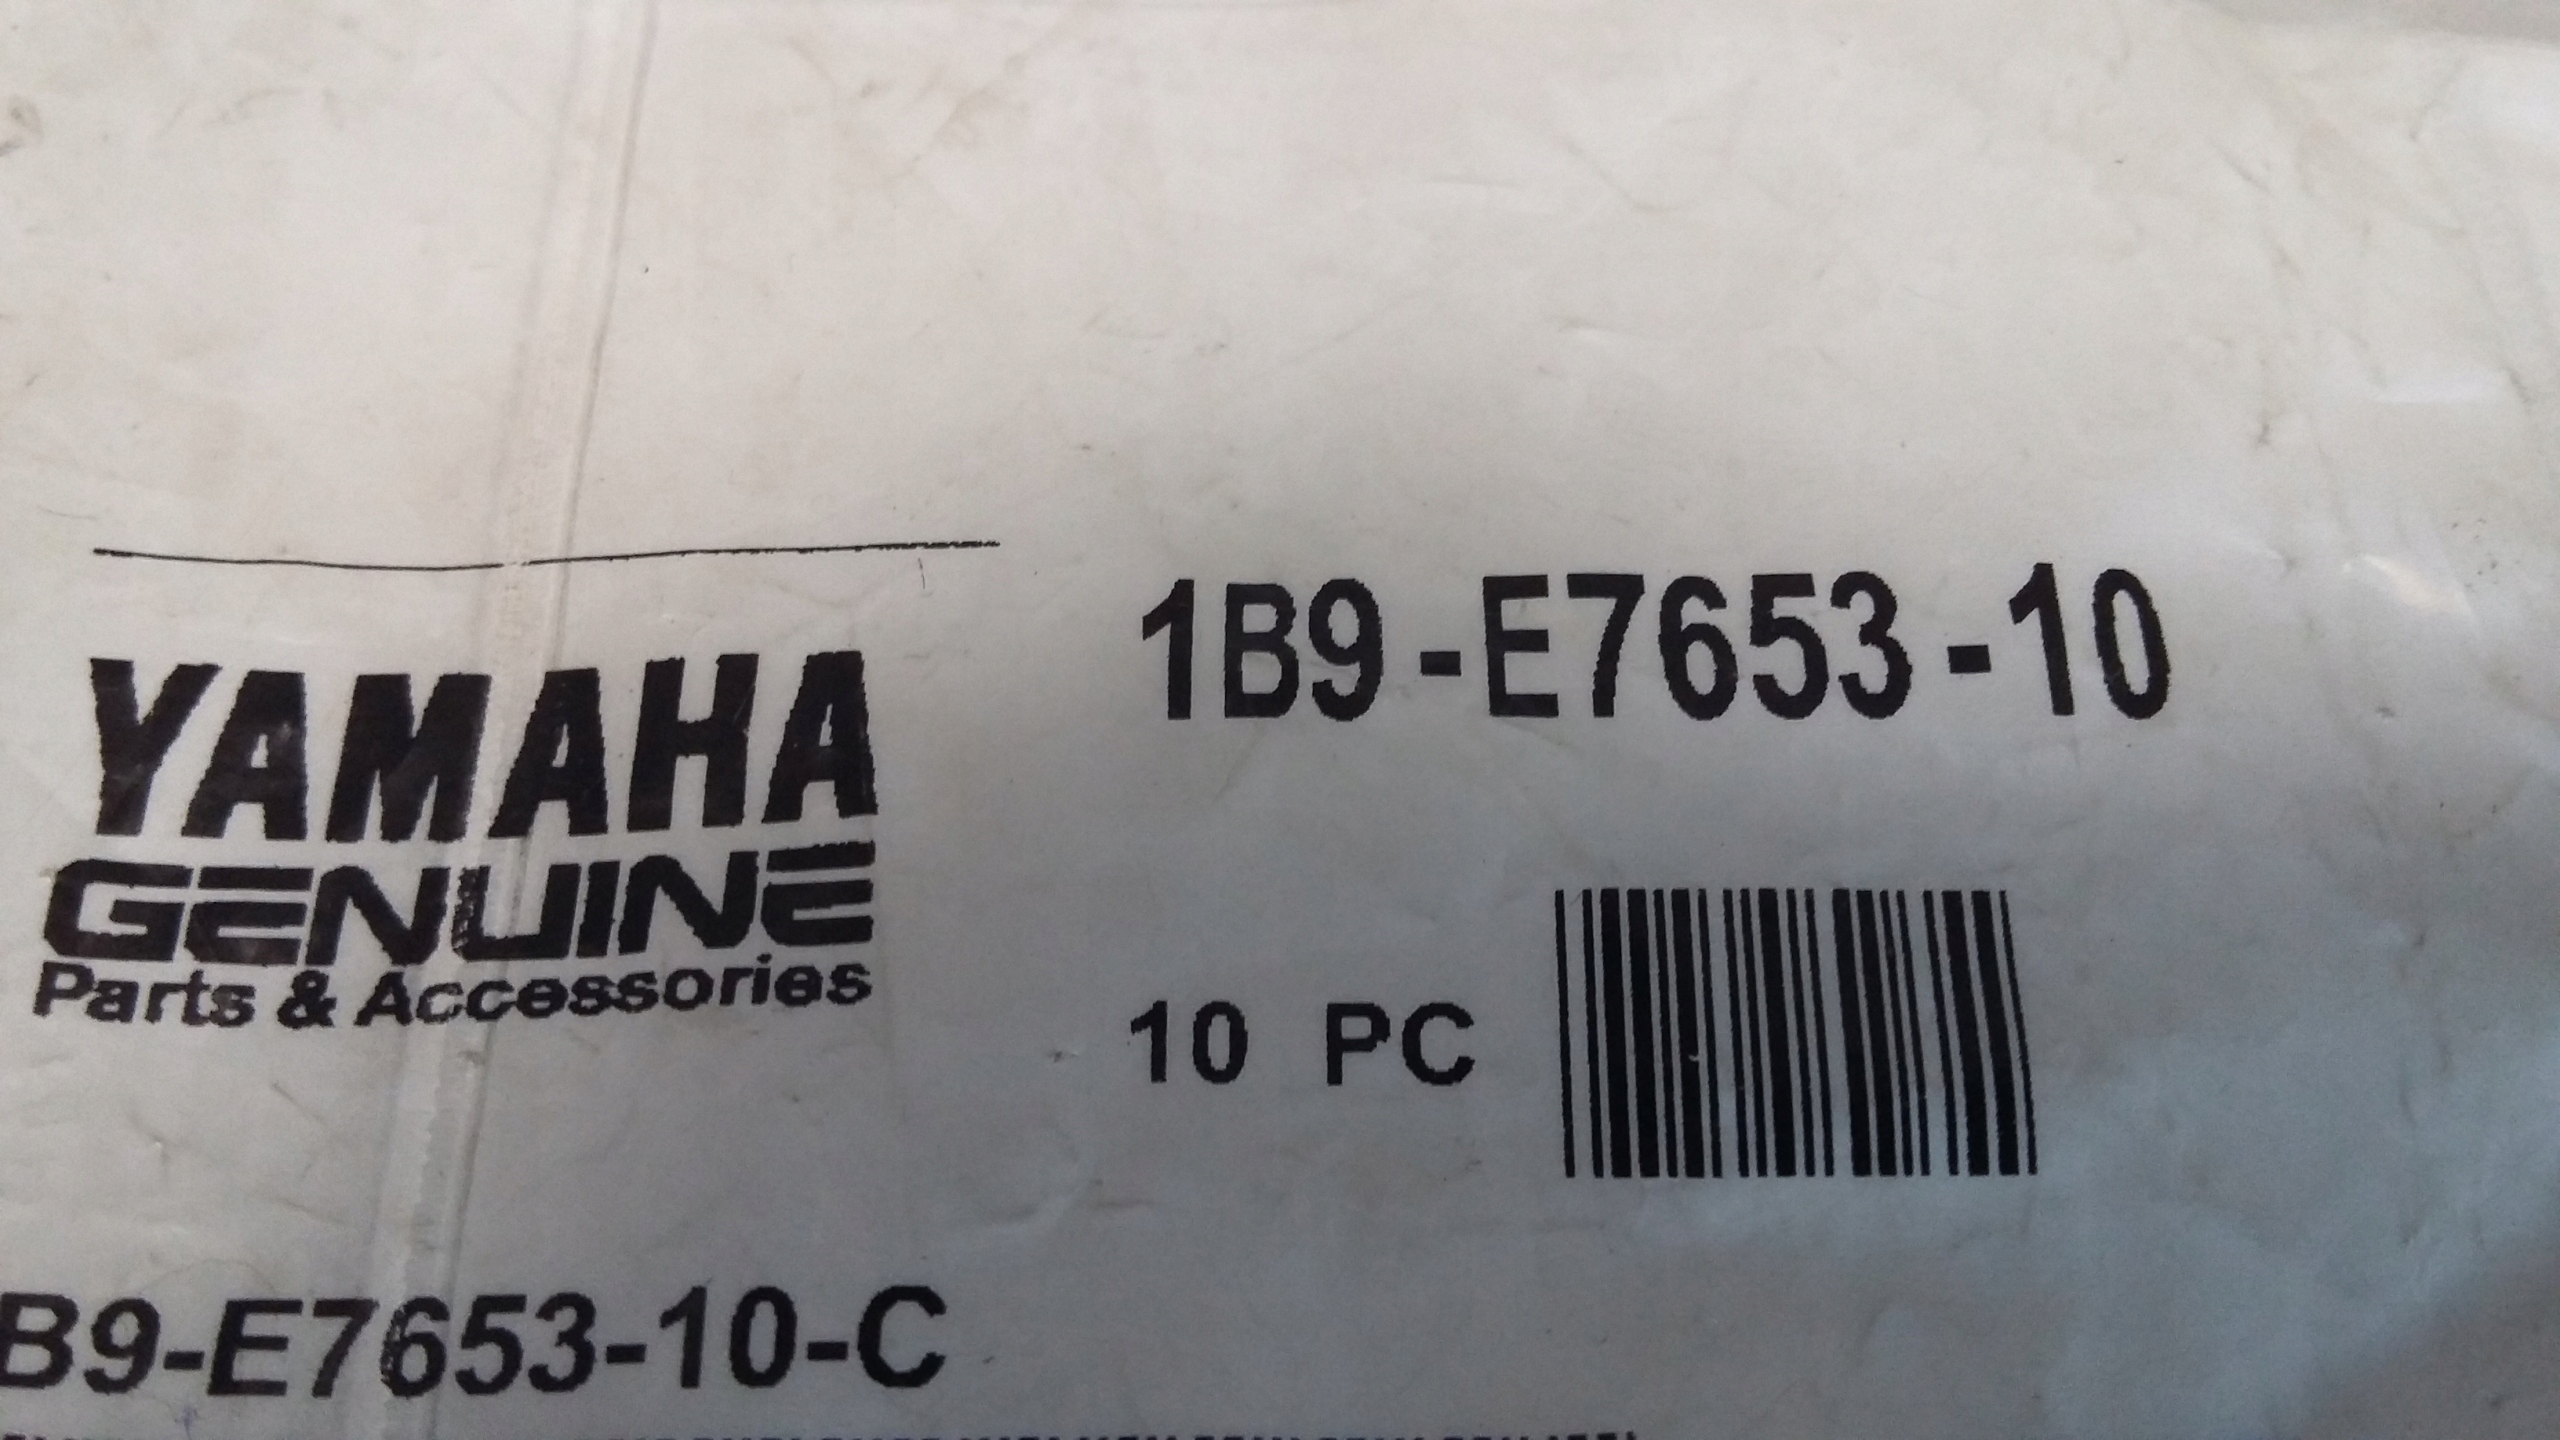 1B9-E7653-10
YAMAHA
GENUINE
Parts & Accessories
10 PC
B9-E7653-10-C